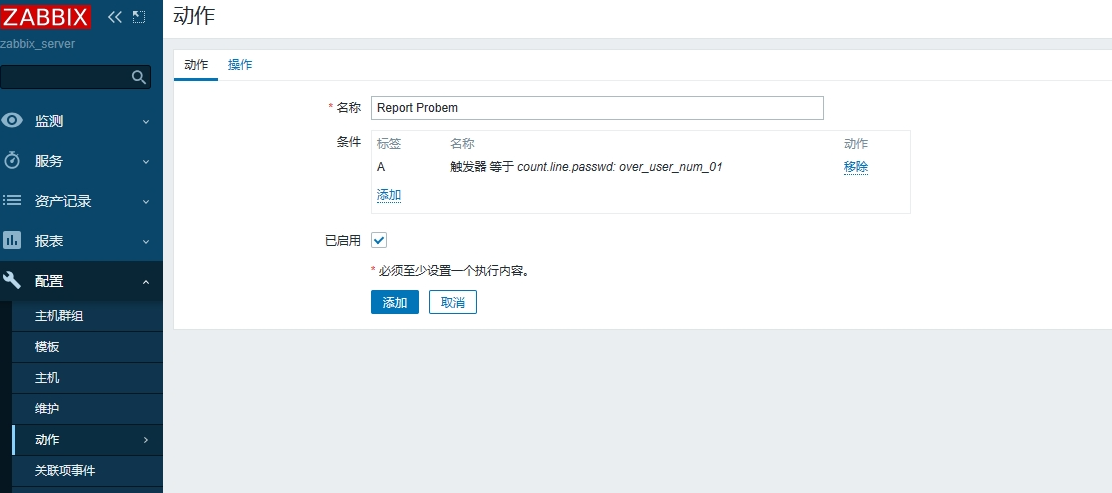 ZABBIX
zabbix_server
监测
服务
资产记录
报表
配置
主机群组
模板
主机
维护
动作
关联项事件
动作
动作 操作
* 名称 Report Probem
条件 标签 名称 动作
A 触发器 等于 count.line.passwd: over_user_num_01 移除
添加
已启用
* 必须至少设置一个执行内容。
添加 取消